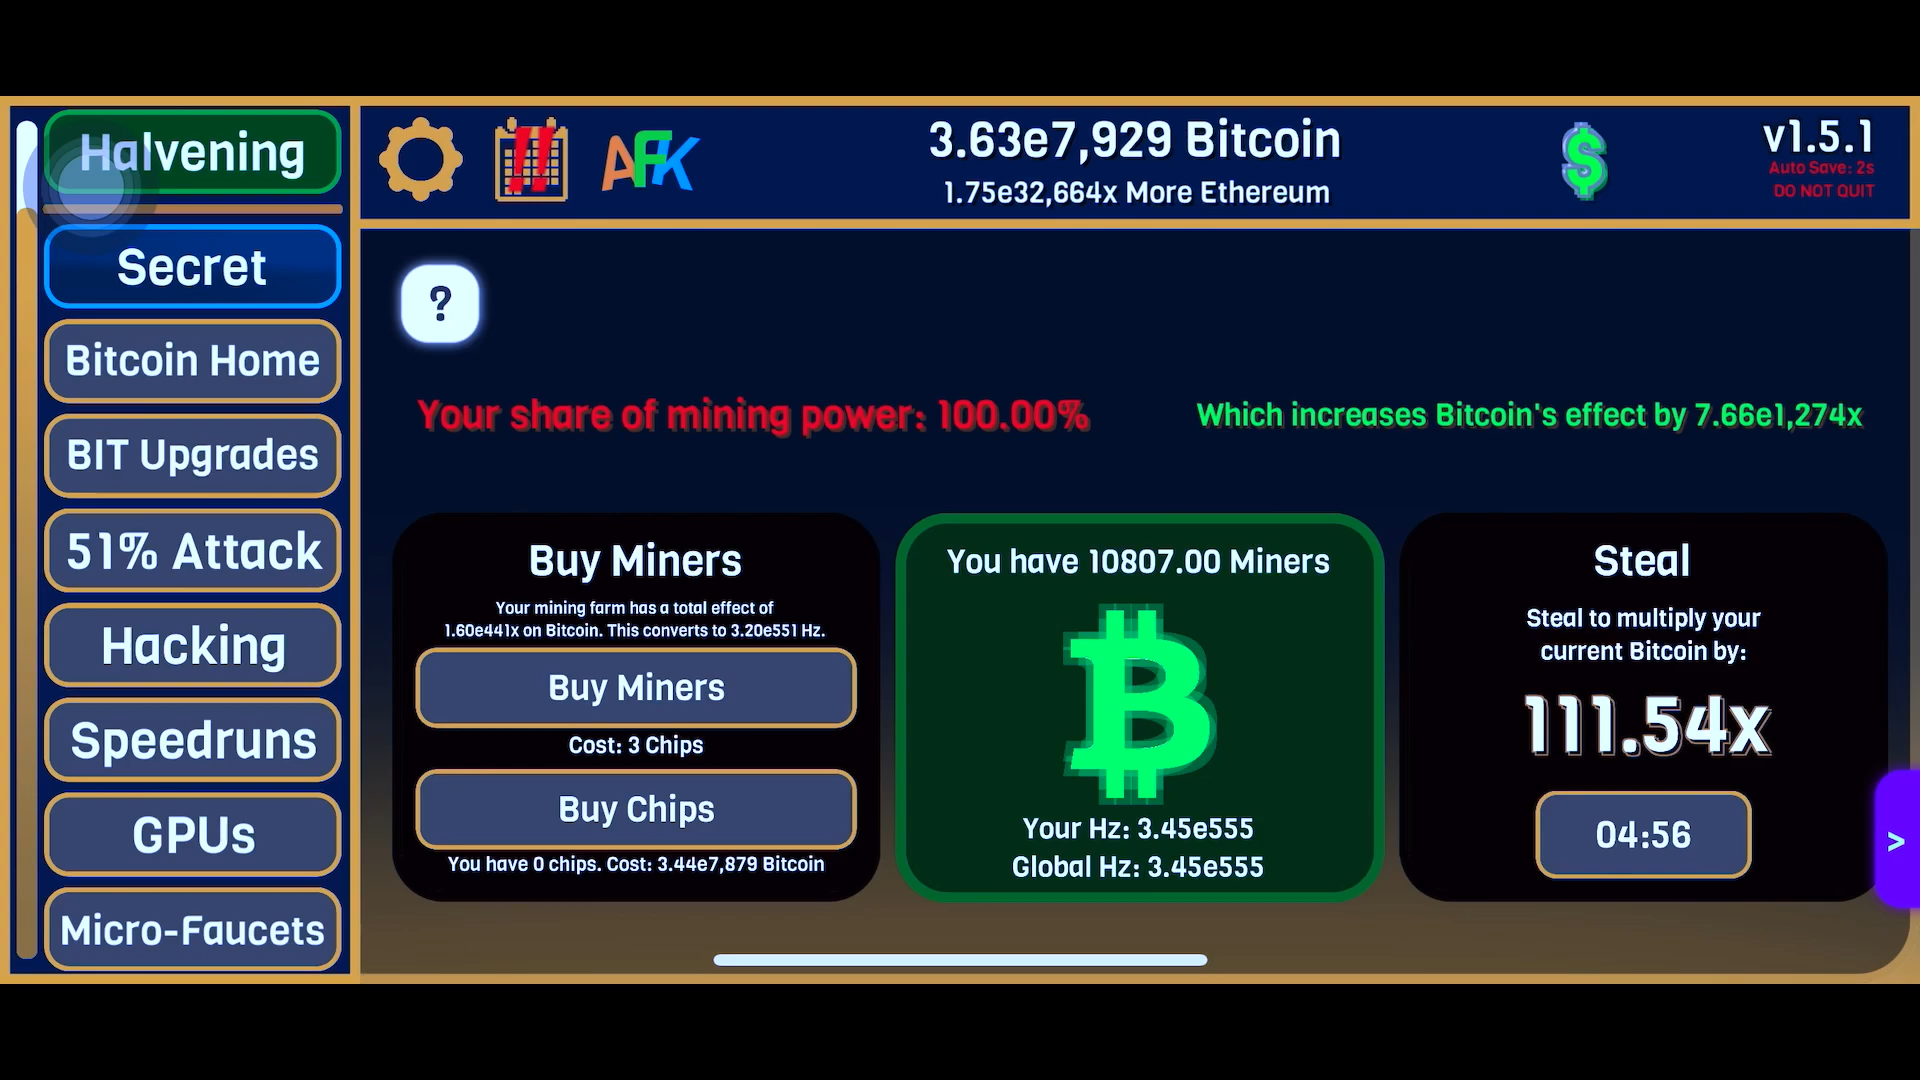 Halvening
Secret
Bitcoin Home
BIT Upgrades
51% Attack
Hacking
Speedruns
GPUs
Micro-Faucets
!!
AFK
3.63e7,929 Bitcoin
1.75e32,664x More Ethereum
$
v1.5.1
Auto Save: 2s
DO NOT QUIT
?
Your share of mining power: 100.00%
Which increases Bitcoin's effect by 7.66e1,274x
Buy Miners
Your mining farm has a total effect of
1.60e441x on Bitcoin. This converts to 3.20e551 Hz.
Buy Miners
Cost: 3 Chips
Buy Chips
You have 0 chips. Cost: 3.44e7,879 Bitcoin
You have 10807.00 Miners
Your Hz: 3.45e555
Global Hz: 3.45e555
Steal
Steal to multiply your
current Bitcoin by:
111.54x
04:56
>